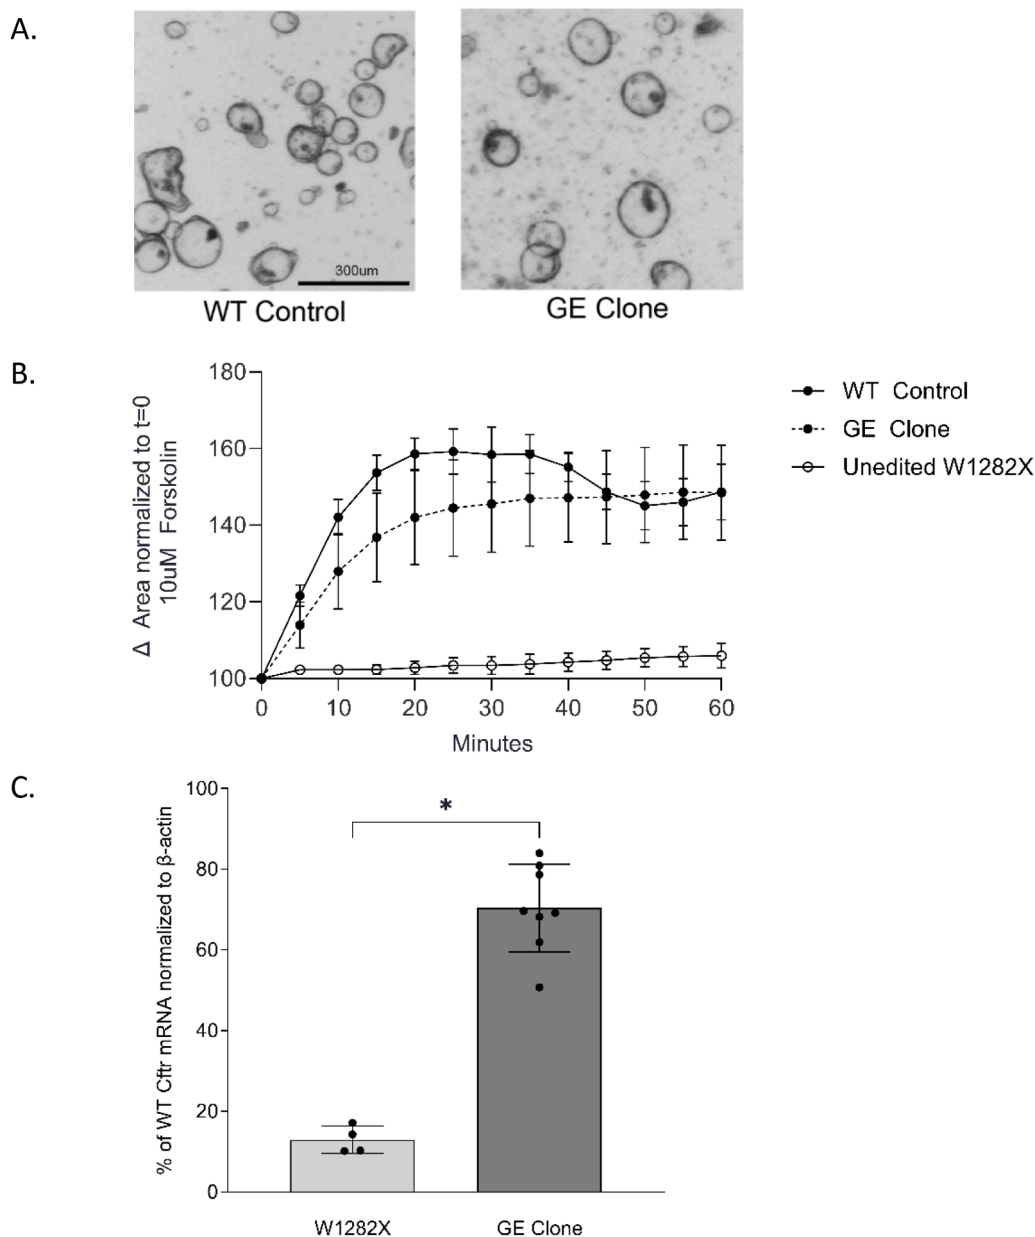 A.
300um
WT Control
GE Clone
B.
Δ Area normalized to t=0
10uM Forskolin
180
160
140
120
100
0
10
20
30
40
50
60
Minutes
WT Control
GE Clone
Unedited W1282X
C.
% of WT Cftr mRNA normalized to β-actin
100
80
60
40
20
0
*
W1282X
GE Clone